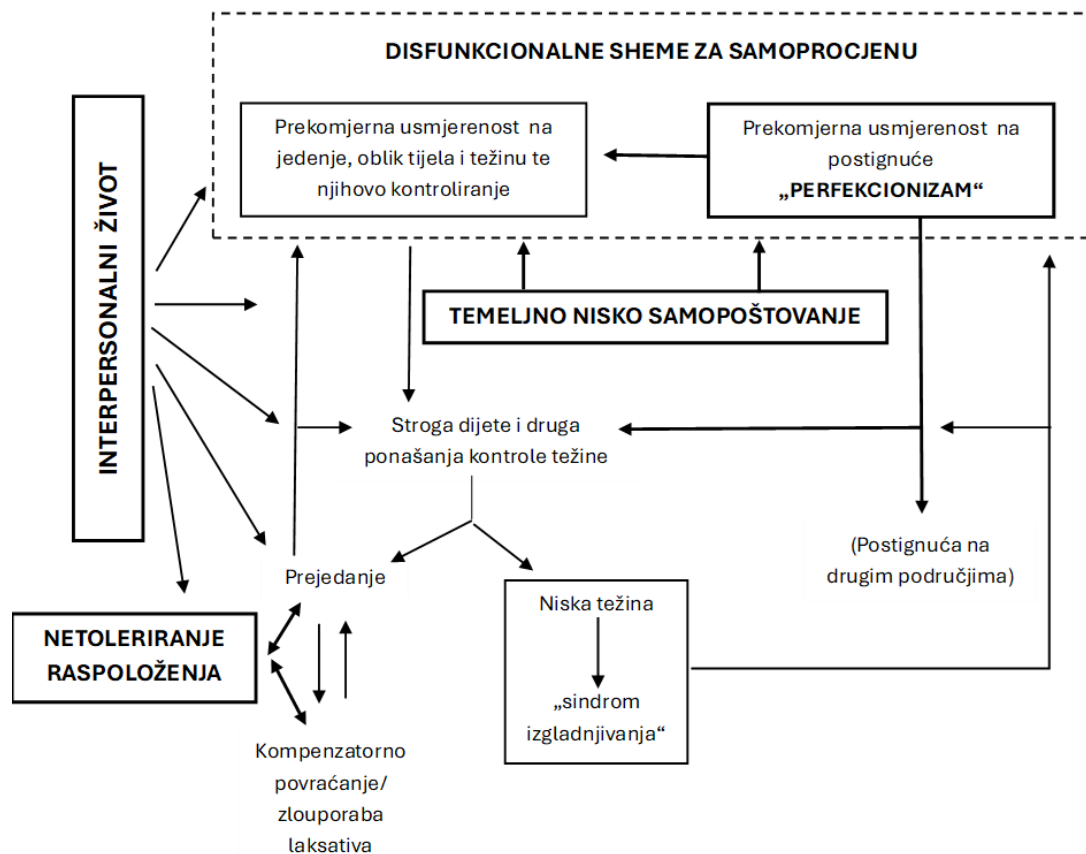 DISFUNKCIONALNE SHEME ZA SAMOPROCJENU
INTERPERSONALNI ŽIVOT
Prekomjerna usmjerenost na
jedenje, oblik tijela i težinu te
njihovo kontroliranje
Prekomjerna usmjerenost na
postignuće
„PERFEKCIONIZAM“
TEMELJNO NISKO SAMOPOŠTOVANJE
Stroga dijete i druga
ponašanja kontrole težine
(Postignuća na
drugim područjima)
Prejedanje
Niska težina
„sindrom
izgladnjivanja“
NETOLERIRANJE
RASPOLOŽENJA
Kompenzatorno
povraćanje/
zlouporaba
laksativa